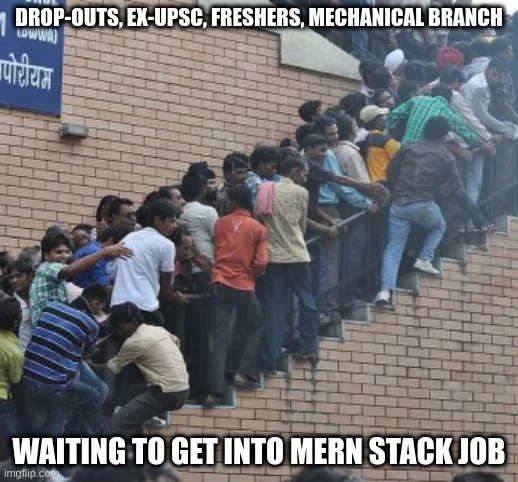 DROP-OUTS, EX-UPSC, FRESHERS, MECHANICAL BRANCH
पोरीयम
WAITING TO GET INTO MERN STACK JOB
imgflip.com